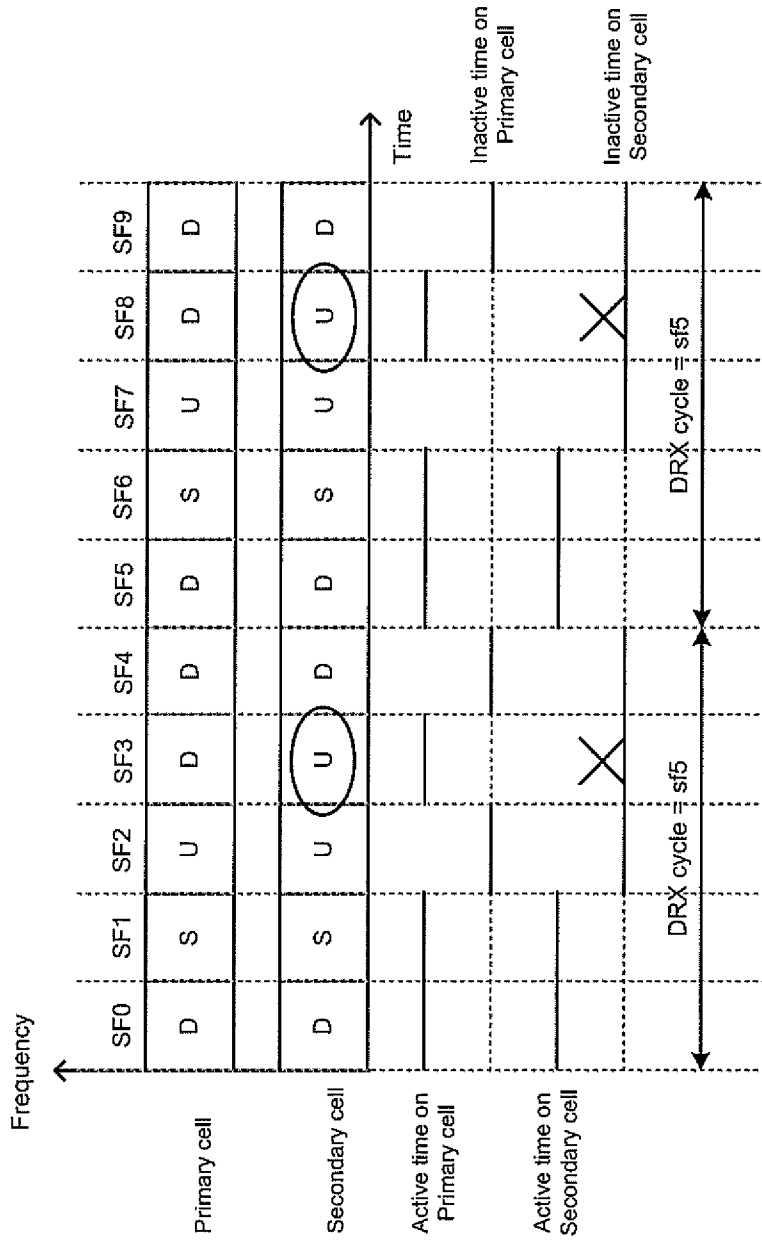 Frequency
SF0 SF1 SF2 SF3 SF4 SF5 SF6 SF7 SF8 SF9
Primary cell
D S U D D D S U D D
Secondary cell
D S U U D D S U U D
Time
Active time on
Primary cell
Inactive time on
Primary cell
Active time on
Secondary cell
Inactive time on
Secondary cell
DRX cycle = sf5
DRX cycle = sf5